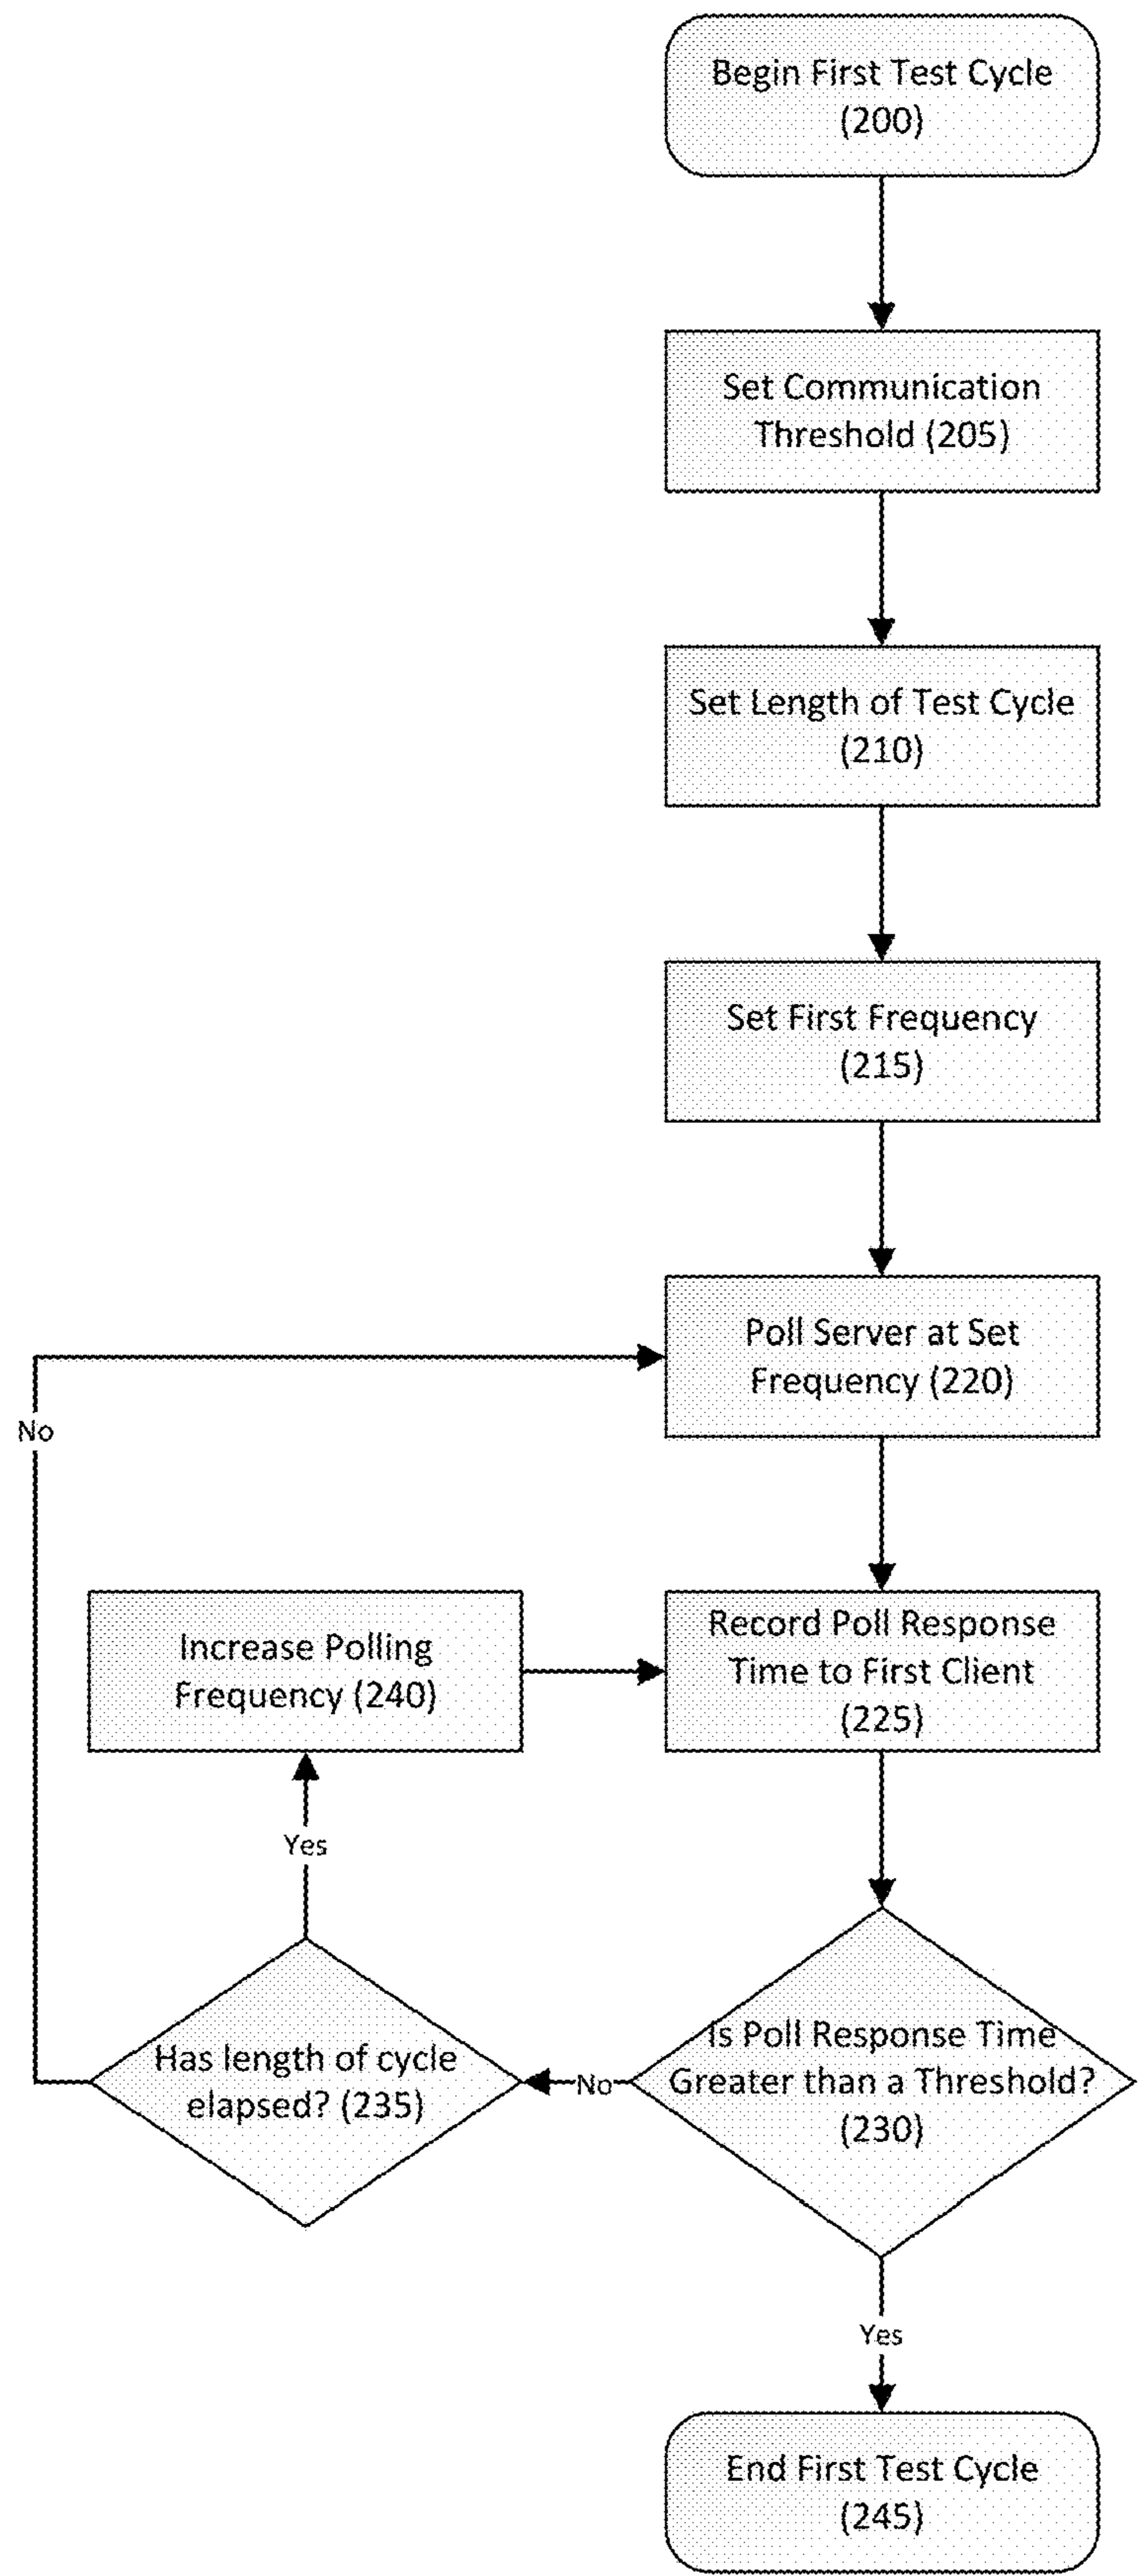 Begin First Test Cycle
(200)
Set Communication
Threshold (205)
Set Length of Test Cycle
(210)
Set First Frequency
(215)
Poll Server at Set
Frequency (220)
No
Increase Polling
Frequency (240)
Record Poll Response
Time to First Client
(225)
Yes
Has length of cycle
elapsed? (235)
No
Is Poll Response Time
Greater than a Threshold?
(230)
Yes
End First Test Cycle
(245)